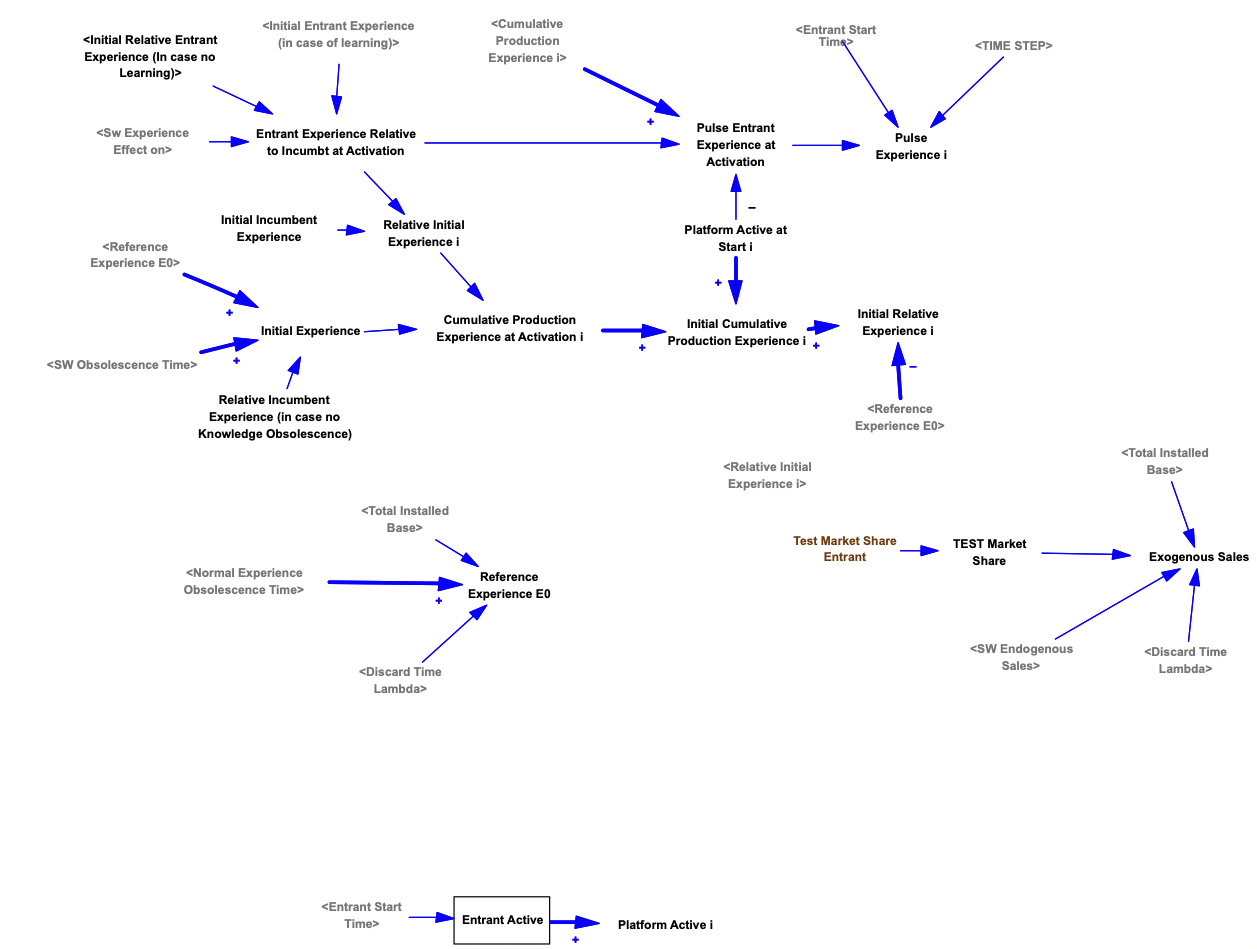 <Initial Relative Entrant
Experience (In case no
Learning)>
<Initial Entrant Experience
(in case of learning)>
<Cumulative
Production
Experience i>
<Entrant Start
Time>
<TIME STEP>
<Sw Experience
Effect on>
Entrant Experience Relative
to Incumbt at Activation
+
Pulse Entrant
Experience at
Activation
Pulse
Experience i
Initial Incumbent
Experience
Relative Initial
Experience i
–
Platform Active at
Start i
<Reference
Experience E0>
+
+
Initial Experience
Cumulative Production
Experience at Activation i
Initial Cumulative
Production Experience i
Initial Relative
Experience i
<SW Obsolescence Time>
+
+
+
–
Relative Incumbent
Experience (in case no
Knowledge Obsolescence)
<Reference
Experience E0>
<Relative Initial
Experience i>
<Total Installed
Base>
<Total Installed
Base>
Test Market Share
Entrant
TEST Market
Share
Exogenous Sales
<Normal Experience
Obsolescence Time>
+
Reference
Experience E0
<Discard Time
Lambda>
<SW Endogenous
Sales>
<Discard Time
Lambda>
<Entrant Start
Time>
Entrant Active
+
Platform Active i